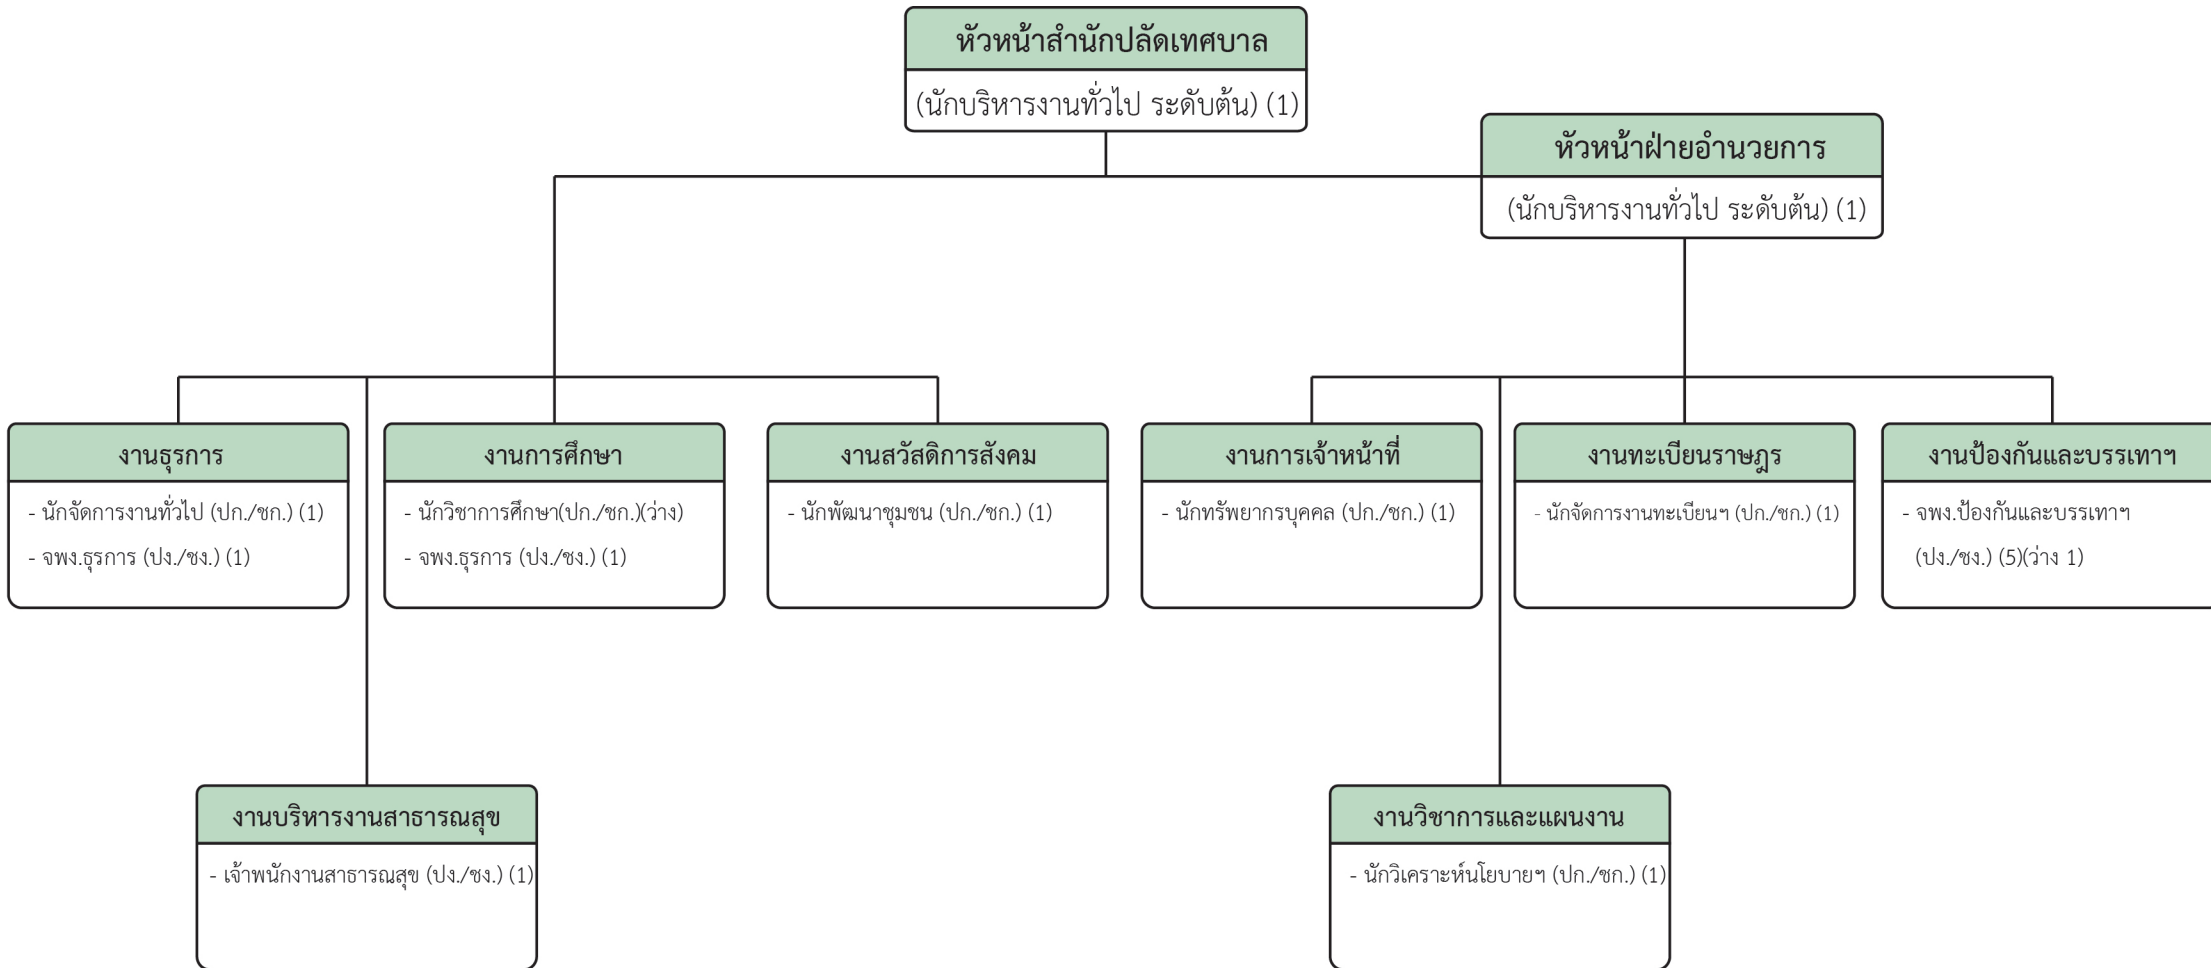 หัวหน้าสำนักปลัดเทศบาล
(นักบริหารงานทั่วไป ระดับต้น) (1)
หัวหน้าฝ่ายอำนวยการ
(นักบริหารงานทั่วไป ระดับต้น) (1)
งานธุรการ
- นักจัดการงานทั่วไป (ปก./ชก.) (1)
- จพง.ธุรการ (ปง./ชง.) (1)
งานการศึกษา
- นักวิชาการศึกษา(ปก./ชก.)(ว่าง)
- จพง.ธุรการ (ปง./ชง.) (1)
งานสวัสดิการสังคม
- นักพัฒนาชุมชน (ปก./ชก.) (1)
งานการเจ้าหน้าที่
- นักทรัพยากรบุคคล (ปก./ชก.) (1)
งานทะเบียนราษฎร
- นักจัดการงานทะเบียนฯ (ปก./ชก.) (1)
งานป้องกันและบรรเทาฯ
- จพง.ป้องกันและบรรเทาฯ
(ปง./ชง.) (5)(ว่าง 1)
งานบริหารงานสาธารณสุข
- เจ้าพนักงานสาธารณสุข (ปง./ชง.) (1)
งานวิชาการและแผนงาน
- นักวิเคราะห์นโยบายฯ (ปก./ชก.) (1)